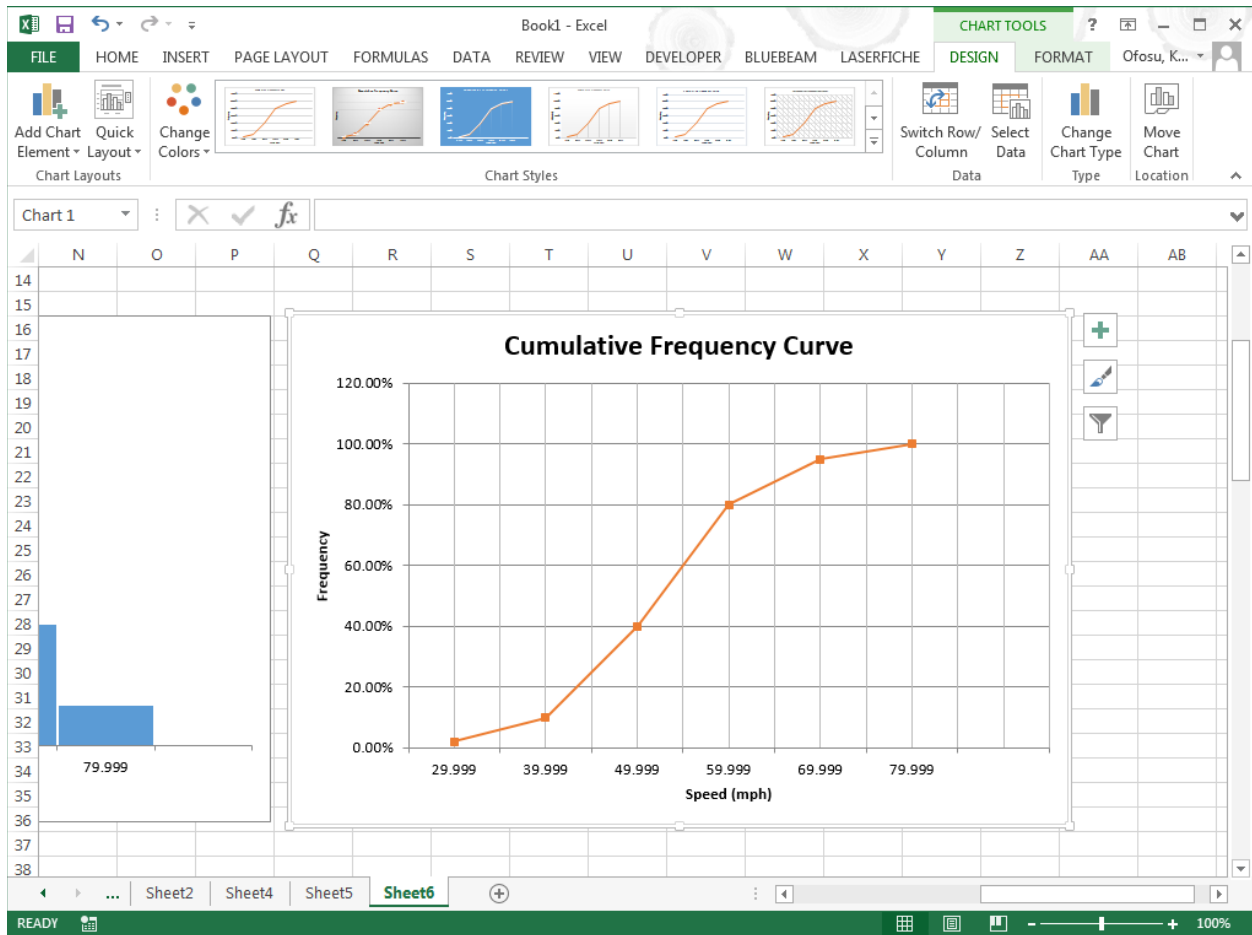 Book1 - Excel
CHART TOOLS
?
FILE HOME INSERT PAGE LAYOUT FORMULAS DATA REVIEW VIEW DEVELOPER BLUEBEAM LASERFICHE DESIGN FORMAT Ofosu, K...
Add Chart Element
Quick Layout
Change Colors
Switch Row/ Column
Select Data
Change Chart Type
Move Chart
Chart Layouts
Chart Styles
Data
Type
Location
Chart 1
fx
N O P Q R S T U V W X Y Z AA AB
14
15
16
17
18
19
20
21
22
23
24
25
26
27
28
29
30
31
32
33
34
35
36
37
38
79.999
Cumulative Frequency Curve
120.00%
100.00%
80.00%
60.00%
40.00%
20.00%
0.00%
Frequency
29.999 39.999 49.999 59.999 69.999 79.999
Speed (mph)
... Sheet2 Sheet4 Sheet5 Sheet6
READY
100%